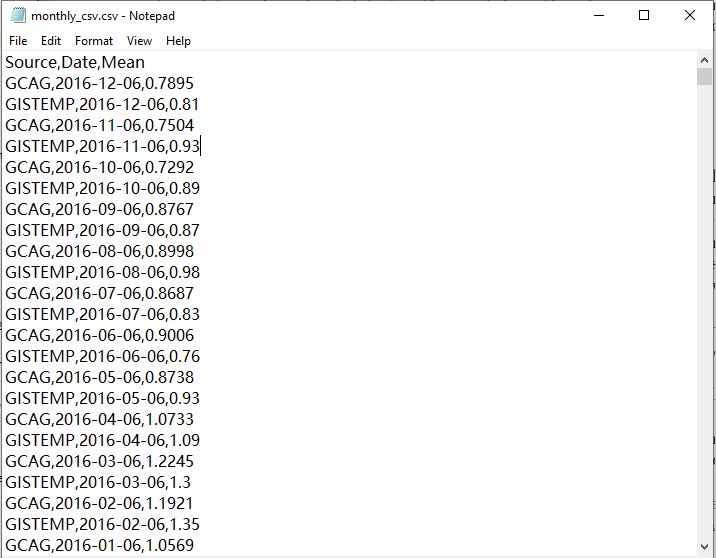 monthly_csv.csv - Notepad
File Edit Format View Help
Source,Date,Mean
GCAG,2016-12-06,0.7895
GISTEMP,2016-12-06,0.81
GCAG,2016-11-06,0.7504
GISTEMP,2016-11-06,0.93
GCAG,2016-10-06,0.7292
GISTEMP,2016-10-06,0.89
GCAG,2016-09-06,0.8767
GISTEMP,2016-09-06,0.87
GCAG,2016-08-06,0.8998
GISTEMP,2016-08-06,0.98
GCAG,2016-07-06,0.8687
GISTEMP,2016-07-06,0.83
GCAG,2016-06-06,0.9006
GISTEMP,2016-06-06,0.76
GCAG,2016-05-06,0.8738
GISTEMP,2016-05-06,0.93
GCAG,2016-04-06,1.0733
GISTEMP,2016-04-06,1.09
GCAG,2016-03-06,1.2245
GISTEMP,2016-03-06,1.3
GCAG,2016-02-06,1.1921
GISTEMP,2016-02-06,1.35
GCAG,2016-01-06,1.0569